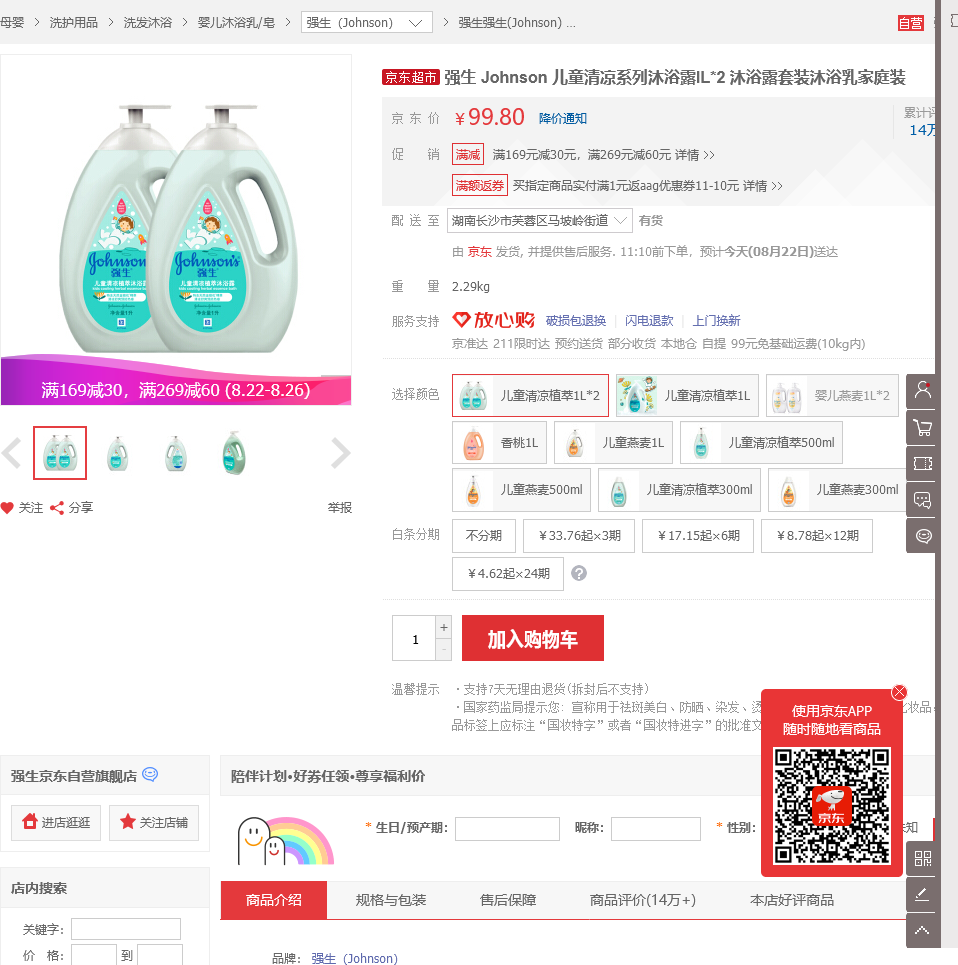 母婴 > 洗护用品 > 洗发沐浴 > 婴儿沐浴乳/皂 > 强生（Johnson） > 强生强生(Johnson) ...
自营
京东超市 强生 Johnson 儿童清凉系列沐浴露IL*2 沐浴露套装沐浴乳家庭装
京东价 ￥99.80 降价通知
累计评
14万
促销 满减 满169元减30元，满269元减60元 详情 >>
满额返券 买指定商品实付满1元返aag优惠券11-10元 详情 >>
配送至 湖南长沙市芙蓉区马坡岭街道 有货
由 京东 发货, 并提供售后服务. 11:10前下单，预计今天(08月22日)送达
重量 2.29kg
服务支持 放心购 破损包退换 闪电退款 上门换新
京准达 211限时达 预约送货 部分收货 本地仓 自提 99元免基础运费(10kg内)
Johnson's
强生
儿童清凉植萃沐浴露
净含量1升
Johnson's
强生
儿童清凉植萃沐浴露
kids cooling herbal essence bath
净含量1升
满169减30，满269减60 (8.22-8.26)
关注 分享 举报
选择颜色 儿童清凉植萃1L*2 儿童清凉植萃1L 婴儿燕麦1L*2
香桃1L 儿童燕麦1L 儿童清凉植萃500ml
儿童燕麦500ml 儿童清凉植萃300ml 儿童燕麦300ml
白条分期 不分期 ￥33.76起×3期 ￥17.15起×6期 ￥8.78起×12期
￥4.62起×24期 ?
1 + -
加入购物车
温馨提示 ·支持7天无理由退货(拆封后不支持)
·国家药监局提示您：宣称用于祛斑美白、防晒、染发、烫
化妆品
品标签上应标注“国妆特字”或者“国妆特进字”的批准文
使用京东APP
随时随地看商品
京东
强生京东自营旗舰店
进店逛逛 关注店铺
店内搜索
关键字：
价 格： 到
陪伴计划•好券任领•尊享福利价
* 生日/预产期： 昵称： * 性别： 未知
商品介绍 规格与包装 售后保障 商品评价(14万+) 本店好评商品
品牌： 强生（Johnson）